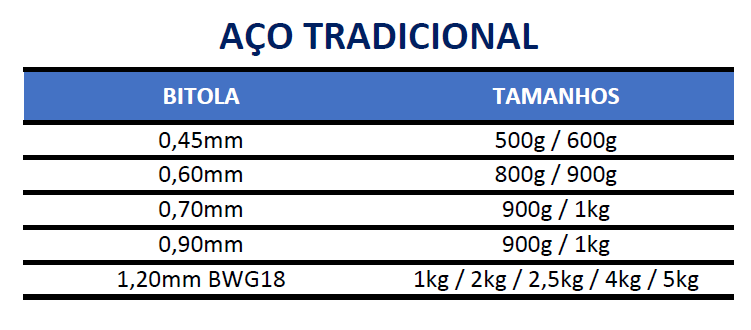 AÇO TRADICIONAL
BITOLA TAMANHOS
0,45mm 500g / 600g
0,60mm 800g / 900g
0,70mm 900g / 1kg
0,90mm 900g / 1kg
1,20mm BWG18 1kg / 2kg / 2,5kg / 4kg / 5kg